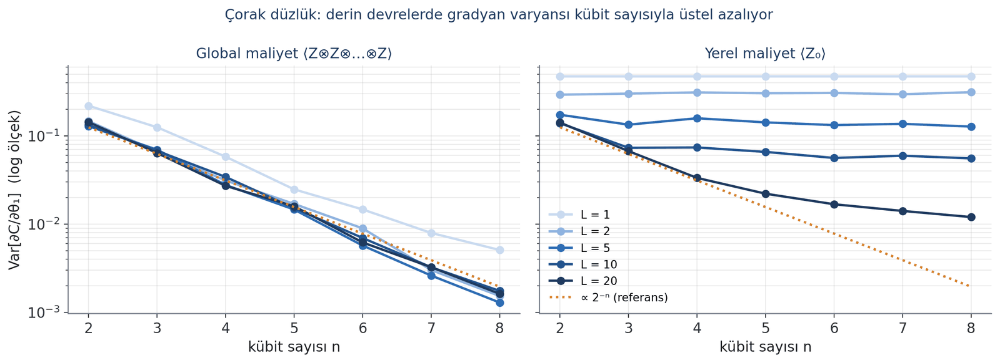 Çorak düzlük: derin devrelerde gradyan varyansı kübit sayısıyla üstel azalıyor
Global maliyet ⟨Z⊗Z⊗…⊗Z⟩
Var[∂C/∂θ₁] (log ölçek)
10⁻¹
10⁻²
10⁻³
2 3 4 5 6 7 8
kübit sayısı n
Yerel maliyet ⟨Z₀⟩
L = 1
L = 2
L = 5
L = 10
L = 20
∝ 2⁻ⁿ (referans)
2 3 4 5 6 7 8
kübit sayısı n